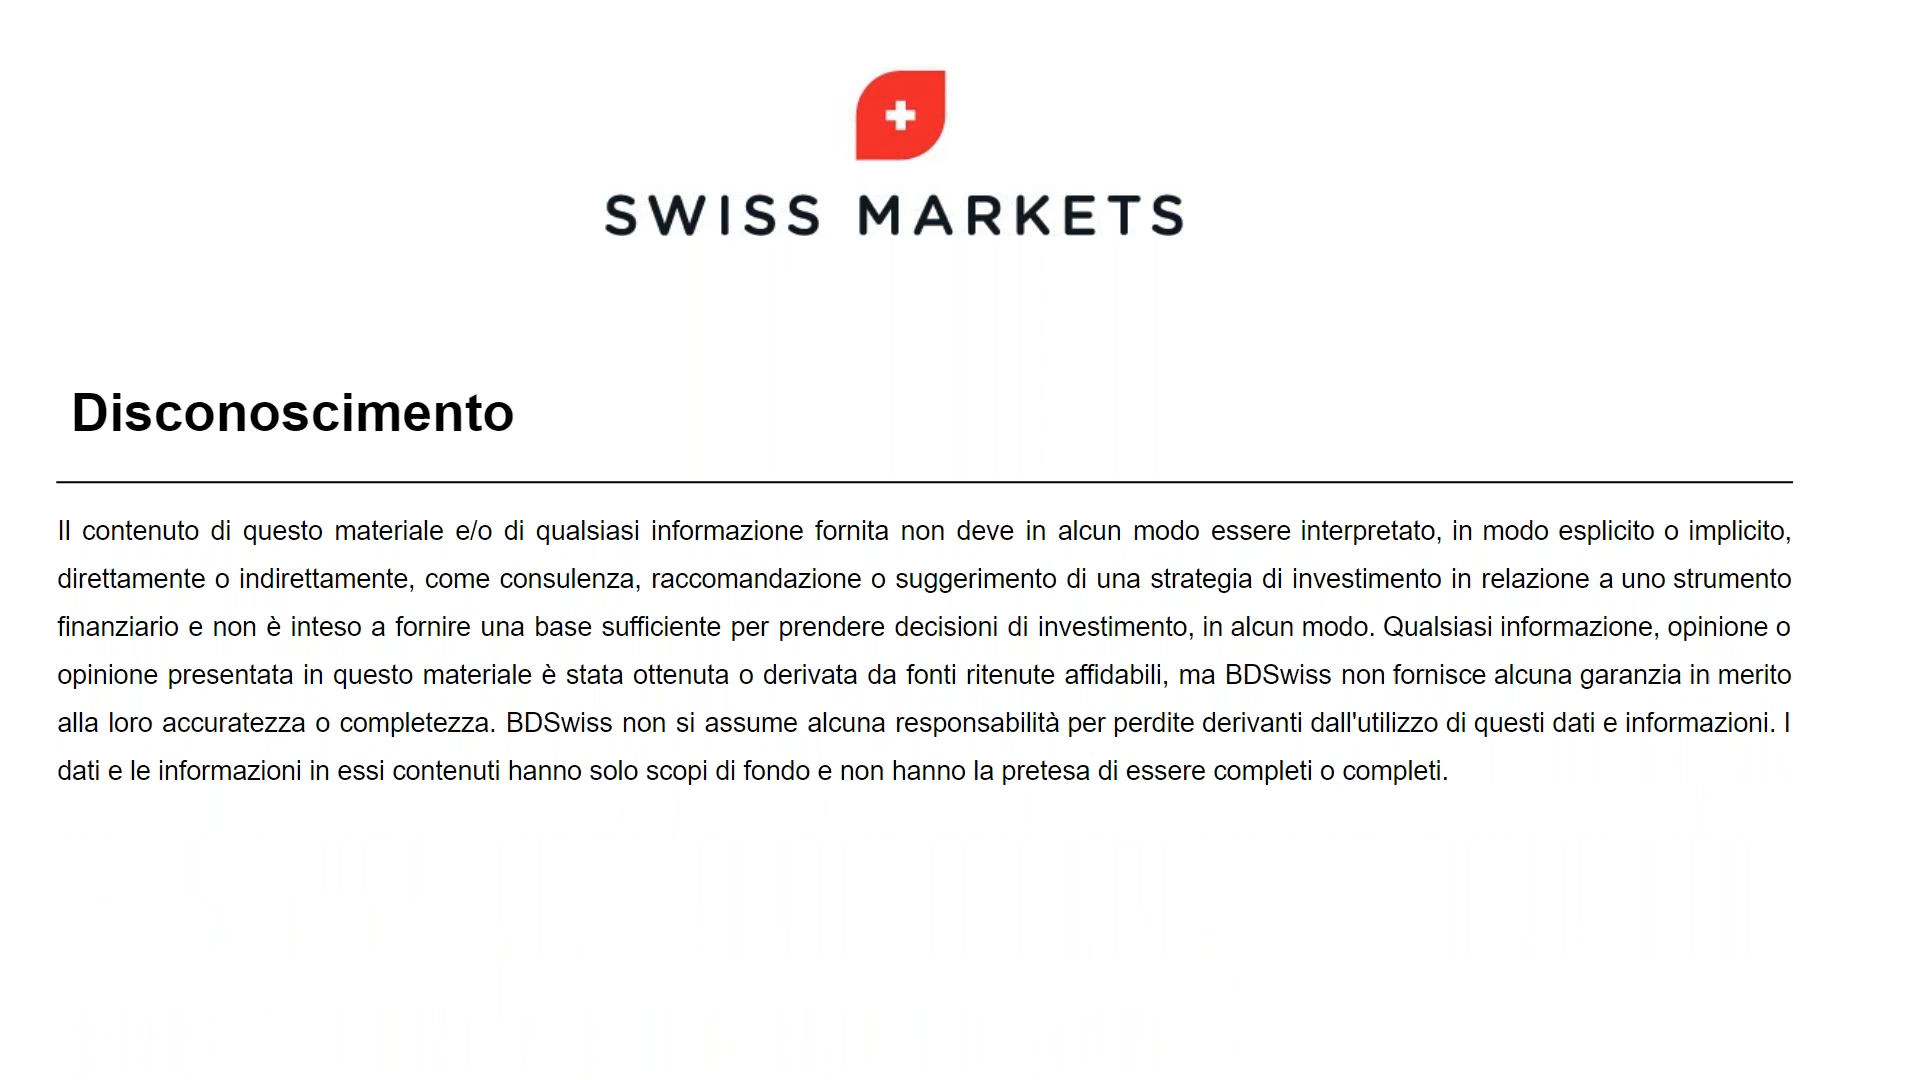 SWISS MARKETS
Disconoscimento
Il contenuto di questo materiale e/o di qualsiasi informazione fornita non deve in alcun modo essere interpretato, in modo esplicito o implicito,
direttamente o indirettamente, come consulenza, raccomandazione o suggerimento di una strategia di investimento in relazione a uno strumento
finanziario e non è inteso a fornire una base sufficiente per prendere decisioni di investimento, in alcun modo. Qualsiasi informazione, opinione o
opinione presentata in questo materiale è stata ottenuta o derivata da fonti ritenute affidabili, ma BDSwiss non fornisce alcuna garanzia in merito
alla loro accuratezza o completezza. BDSwiss non si assume alcuna responsabilità per perdite derivanti dall'utilizzo di questi dati e informazioni. I
dati e le informazioni in essi contenuti hanno solo scopi di fondo e non hanno la pretesa di essere completi o completi.